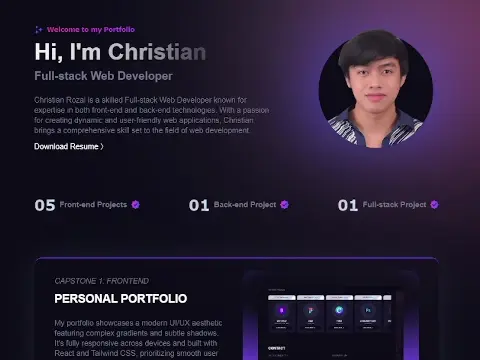 Welcome to my Portfolio
Hi, I'm Christian
Full-stack Web Developer
Christian Rozal is a skilled Full-stack Web Developer known for
expertise in both front-end and back-end technologies. With a passion
for creating dynamic and user-friendly web applications, Christian
brings a comprehensive skill set to the field of web development.
Download Resume
05 Front-end Projects
01 Back-end Project
01 Full-stack Project
CAPSTONE 1. FRONTEND
PERSONAL PORTFOLIO
My portfolio showcases a modern UI/UX aesthetic
featuring complex gradients and subtle shadows.
It's fully responsive across devices and built with
React and Tailwind CSS, prioritizing smooth user